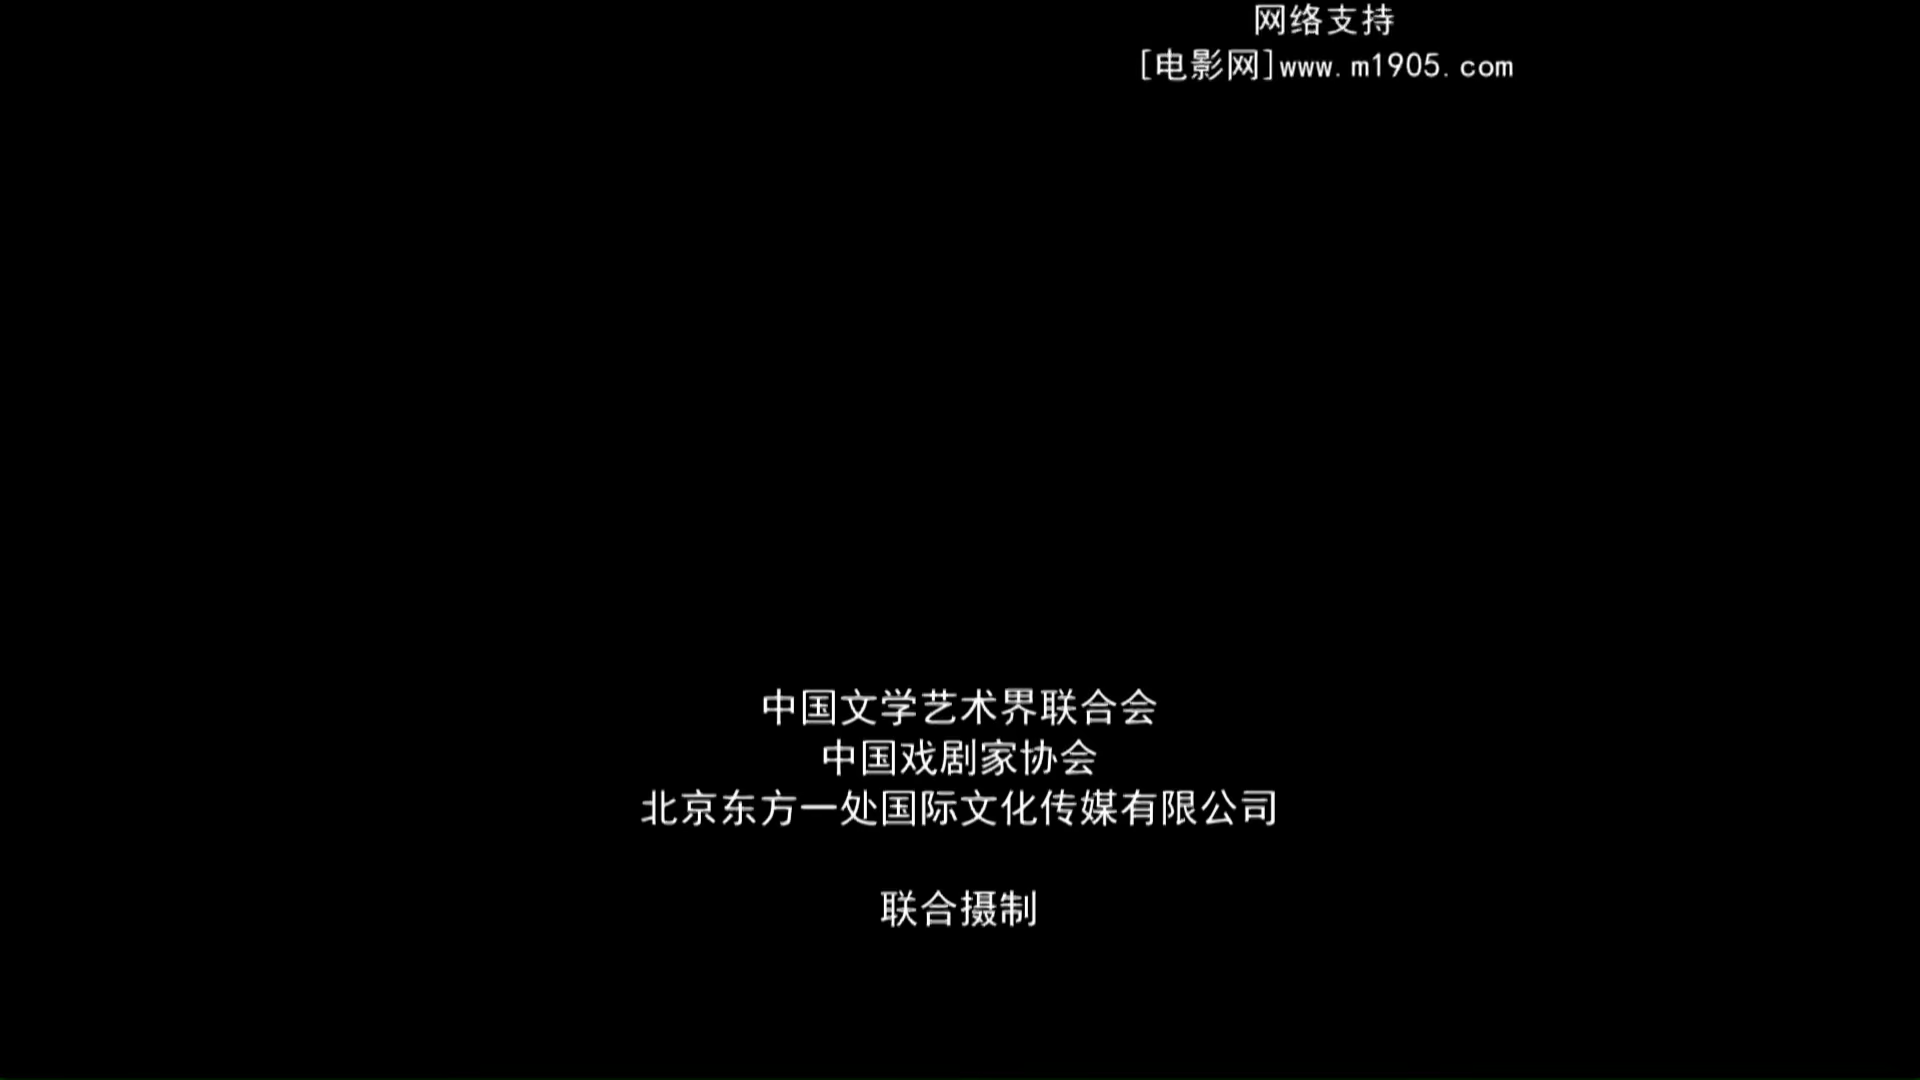 网络支持
[电影网]www.m1905.com
中国文学艺术界联合会
中国戏剧家协会
北京东方一处国际文化传媒有限公司
联合摄制